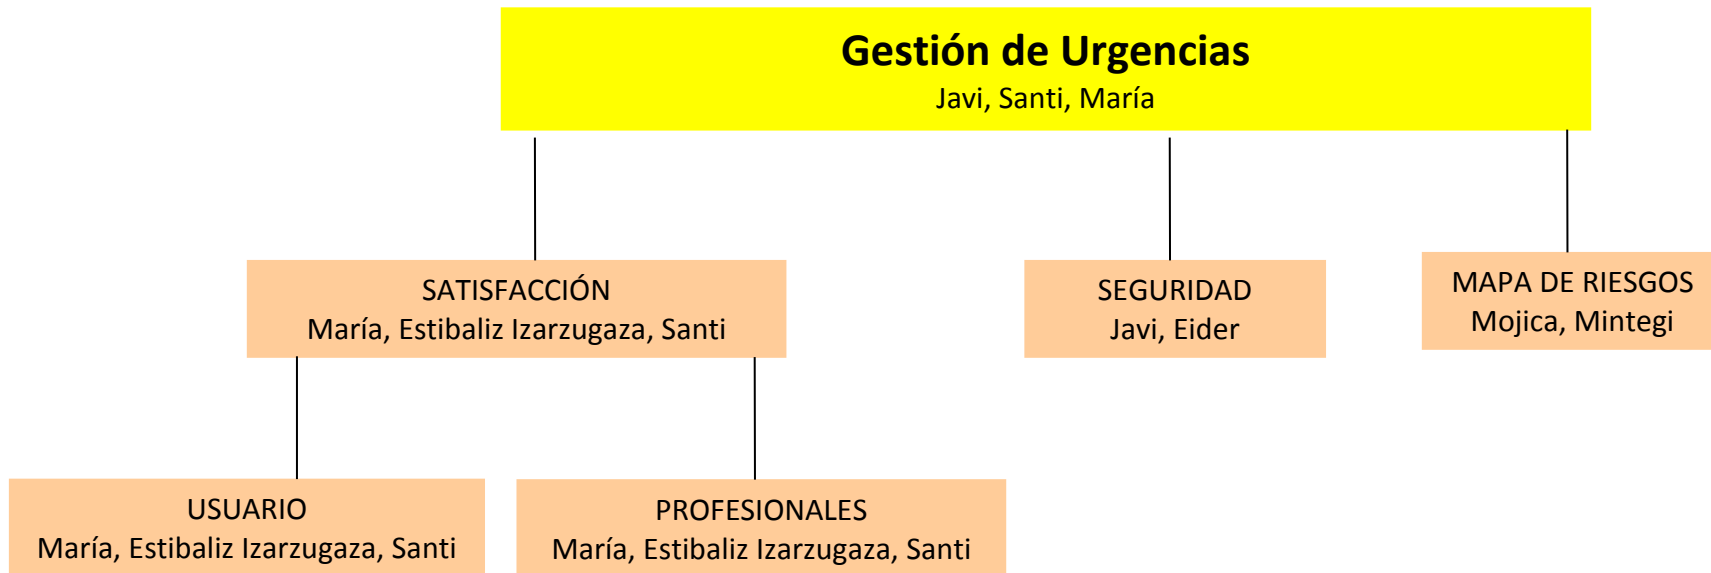 Gestión de Urgencias
Javi, Santi, María
SATISFACCIÓN
María, Estibaliz Izarzugaza, Santi
SEGURIDAD
Javi, Eider
MAPA DE RIESGOS
Mojica, Mintegi
USUARIO
María, Estibaliz Izarzugaza, Santi
PROFESIONALES
María, Estibaliz Izarzugaza, Santi